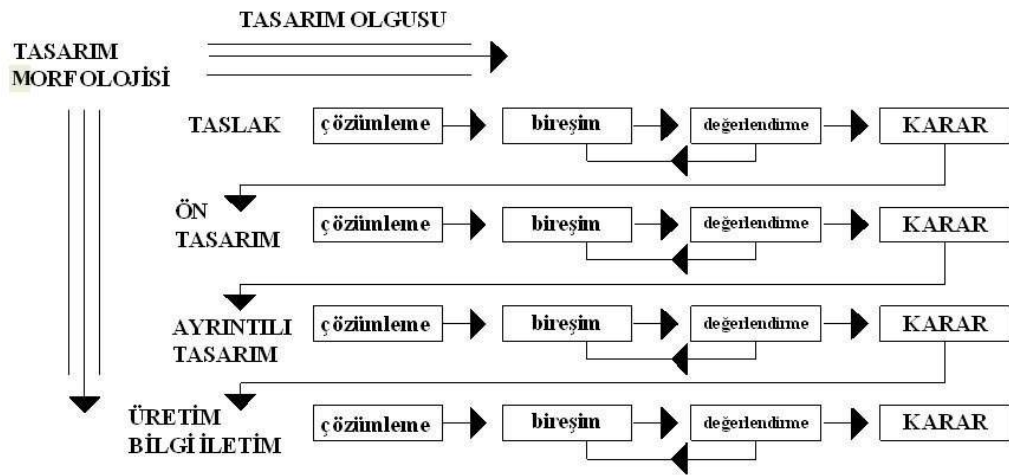 TASARIM OLGUSU
TASARIM
MORFOLOJİSİ
TASLAK
çözümleme
bireşim
değerlendirme
KARAR
ÖN
TASARIM
çözümleme
bireşim
değerlendirme
KARAR
AYRINTILI
TASARIM
çözümleme
bireşim
değerlendirme
KARAR
ÜRETİM
BİLGİ İLETİM
çözümleme
bireşim
değerlendirme
KARAR